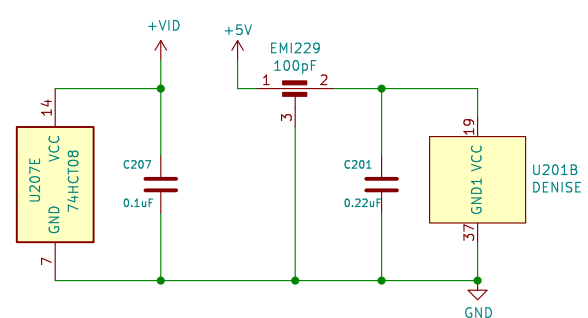 +VID
+5V
EMI229
100pF
1
2
3
14
VCC
U207E
74HCT08
GND
7
C207
0.1uF
C201
0.22uF
19
VCC
GND1
37
U201B
DENISE
GND